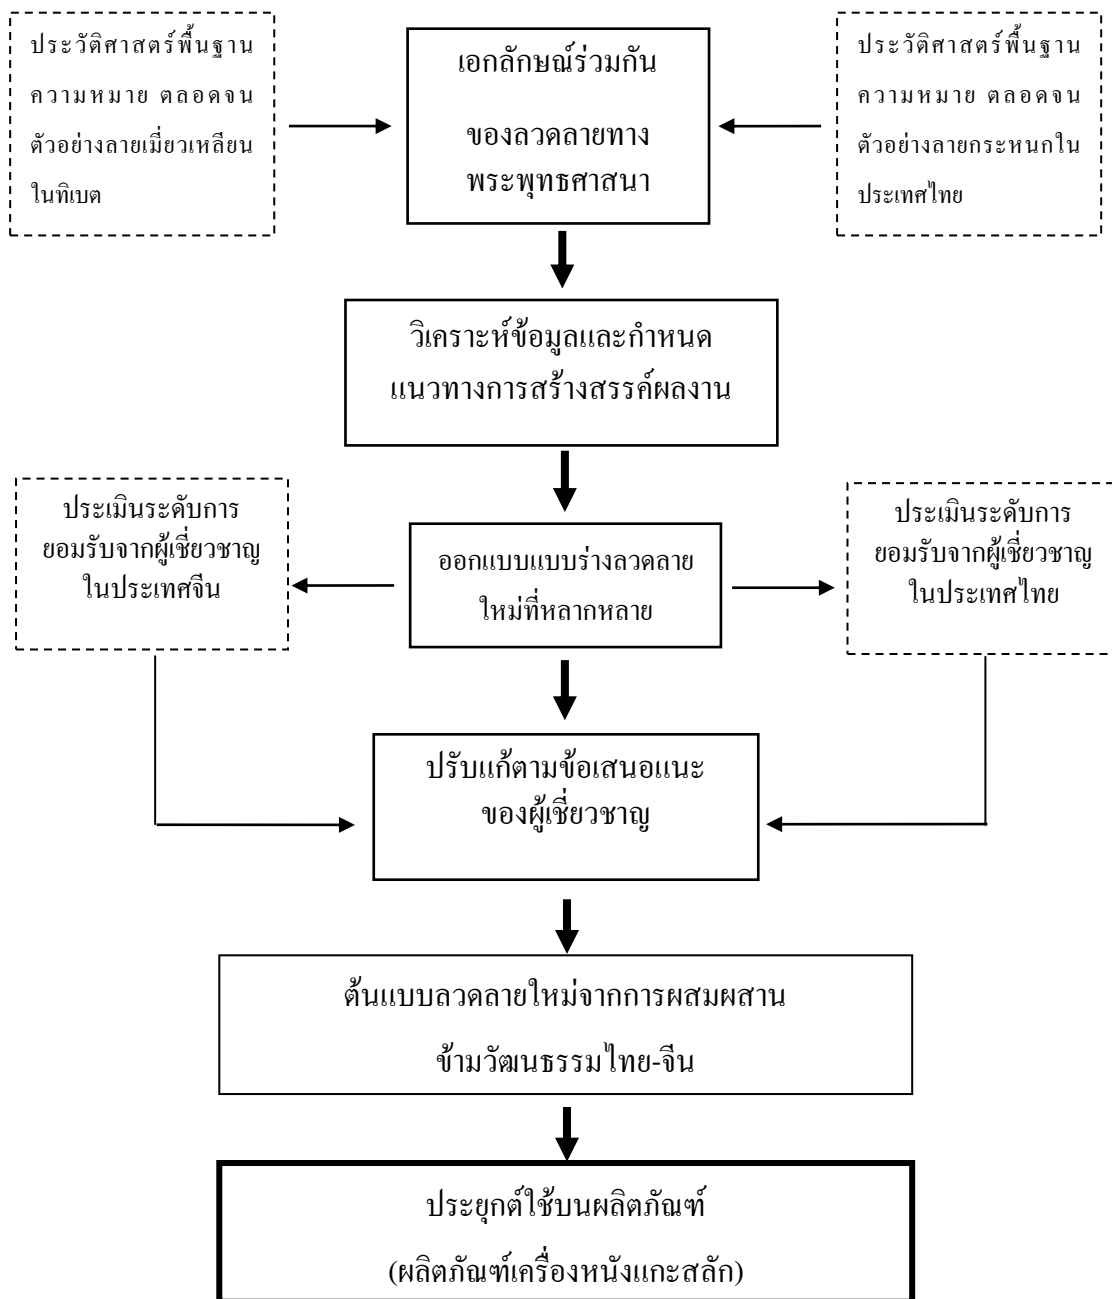 ประวัติศาสตร์พื้นฐาน
ความหมาย ตลอดจน
ตัวอย่างลายเมี่ยวเหลียน
ในทิเบต
เอกลักษณ์ร่วมกัน
ของลวดลายทาง
พระพุทธศาสนา
ประวัติศาสตร์พื้นฐาน
ความหมาย ตลอดจน
ตัวอย่างลายกระหนกใน
ประเทศไทย
วิเคราะห์ข้อมูลและกำหนด
แนวทางการสร้างสรรค์ผลงาน
ประเมินระดับการ
ยอมรับจากผู้เชี่ยวชาญ
ในประเทศจีน
ออกแบบแบบร่างลวดลาย
ใหม่ที่หลากหลาย
ประเมินระดับการ
ยอมรับจากผู้เชี่ยวชาญ
ในประเทศไทย
ปรับแก้ตามข้อเสนอแนะ
ของผู้เชี่ยวชาญ
ต้นแบบลวดลายใหม่จากการผสมผสาน
ข้ามวัฒนธรรมไทย-จีน
ประยุกต์ใช้บนผลิตภัณฑ์
(ผลิตภัณฑ์เครื่องหนังแกะสลัก)